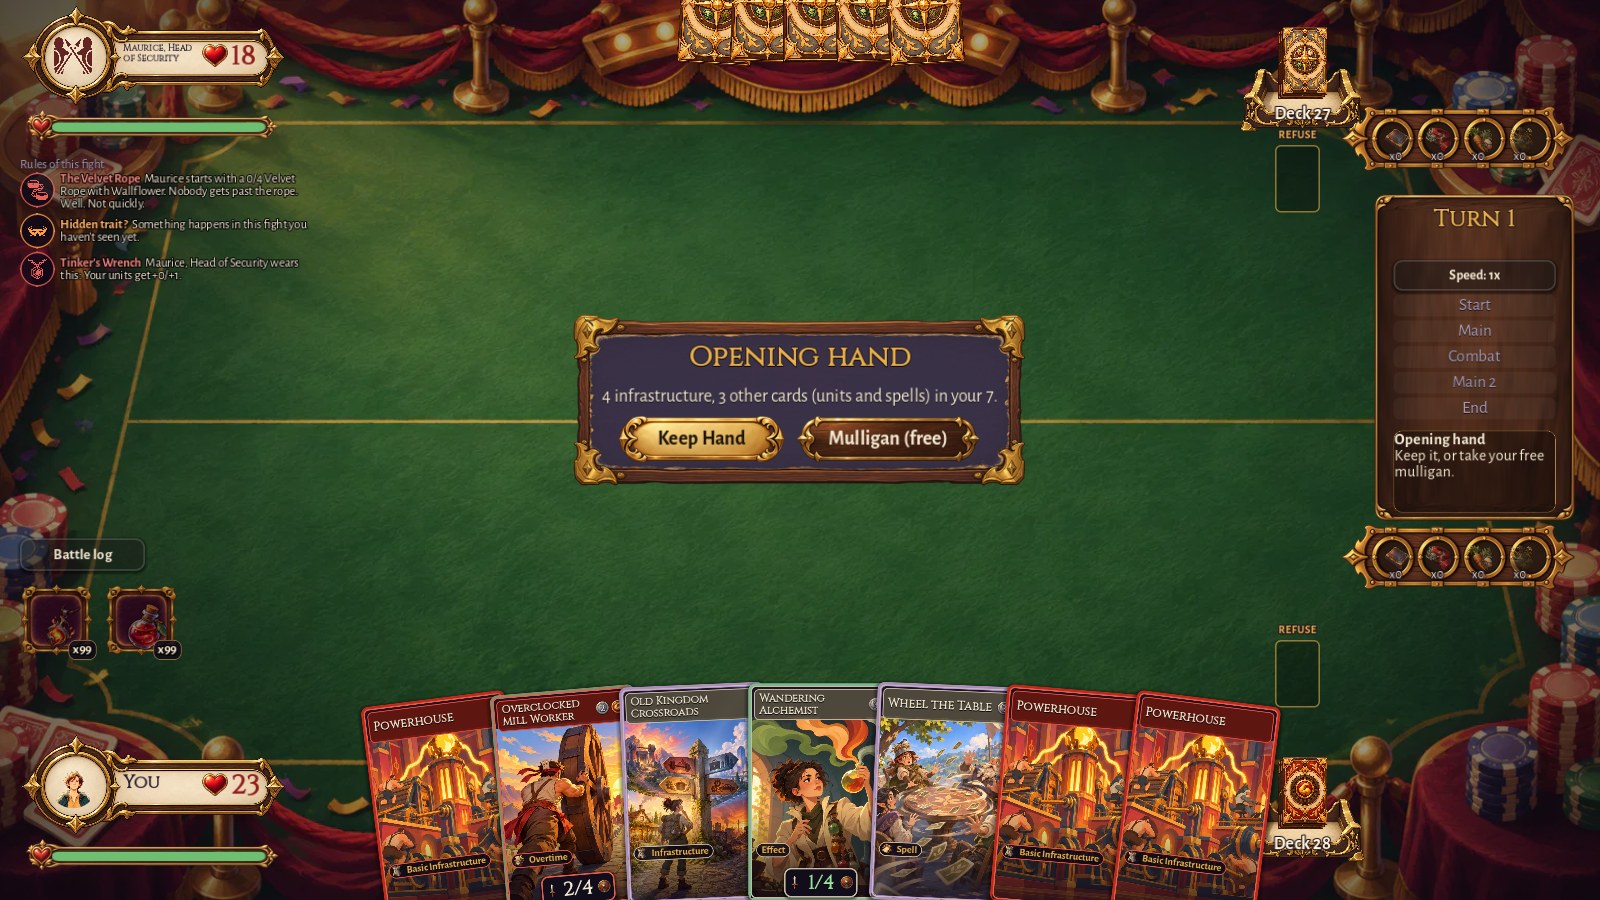 Maurice, Head
of Security
18
Deck 27
REFUSE
x0
x0
x0
x0
Rules of this fight
The Velvet Rope Maurice starts with a 0/4 Velvet
Rope with Wallflower. Nobody gets past the rope.
Well. Not quickly.
Hidden trait? Something happens in this fight you
haven't seen yet.
Tinker's Wrench Maurice, Head of Security wears
this. Your units get +0/+1.
Turn 1
Speed: 1x
Start
Main
Combat
Main 2
End
Opening hand
Keep it, or take your free
mulligan.
Opening hand
4 infrastructure, 3 other cards (units and spells) in your 7.
Keep Hand
Mulligan (free)
Battle log
x99
x99
x0
x0
x0
x0
REFUSE
You
23
Deck 28
Powerhouse
Basic Infrastructure
Overclocked
Mill Worker
Overtime
2/4
Old Kingdom
Crossroads
Infrastructure
Wandering
Alchemist
Effect
1/4
Wheel the Table
Spell
Powerhouse
Basic Infrastructure
Powerhouse
Basic Infrastructure